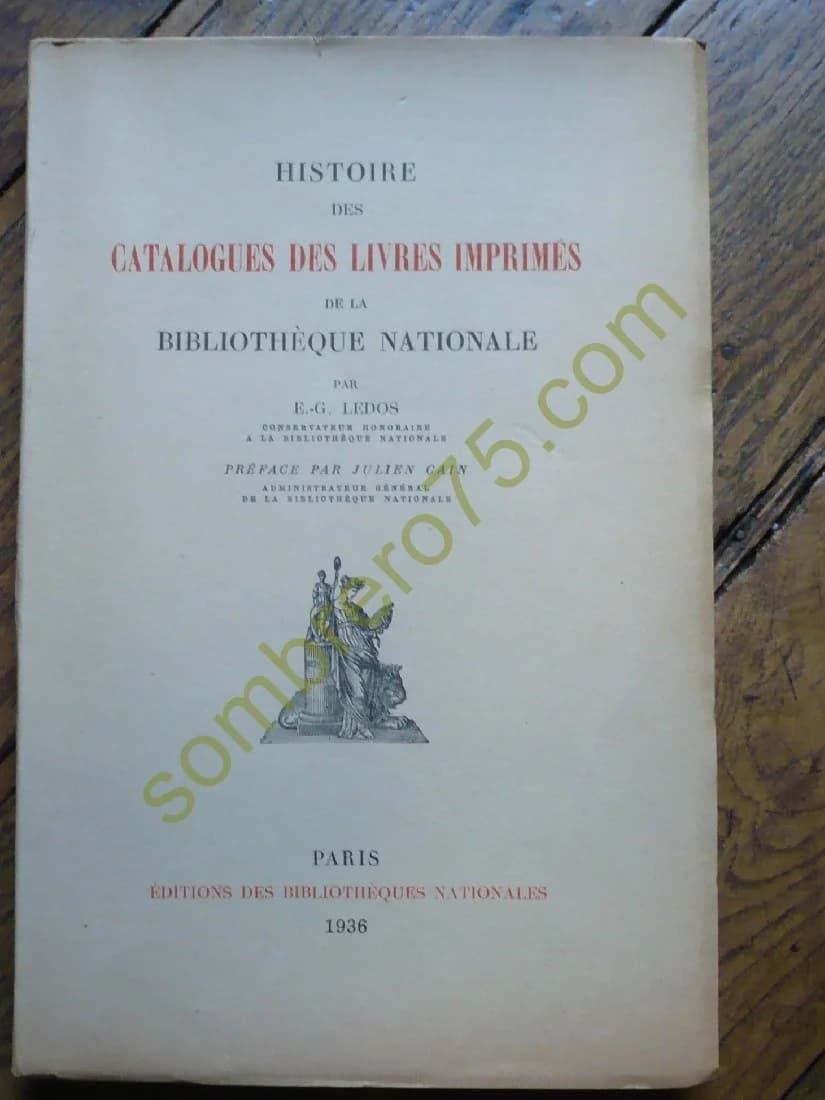 HISTOIRE
DES
CATALOGUES DES LIVRES IMPRIMÉS
DE LA
BIBLIOTHÈQUE NATIONALE
PAR
E.-G. LEDOS
CONSERVATEUR HONORAIRE
A LA BIBLIOTHÈQUE NATIONALE
PRÉFACE PAR JULIEN CAIN
ADMINISTRATEUR GÉNÉRAL
DE LA BIBLIOTHÈQUE NATIONALE
sombrero75.com
PARIS
ÉDITIONS DES BIBLIOTHÈQUES NATIONALES
1936